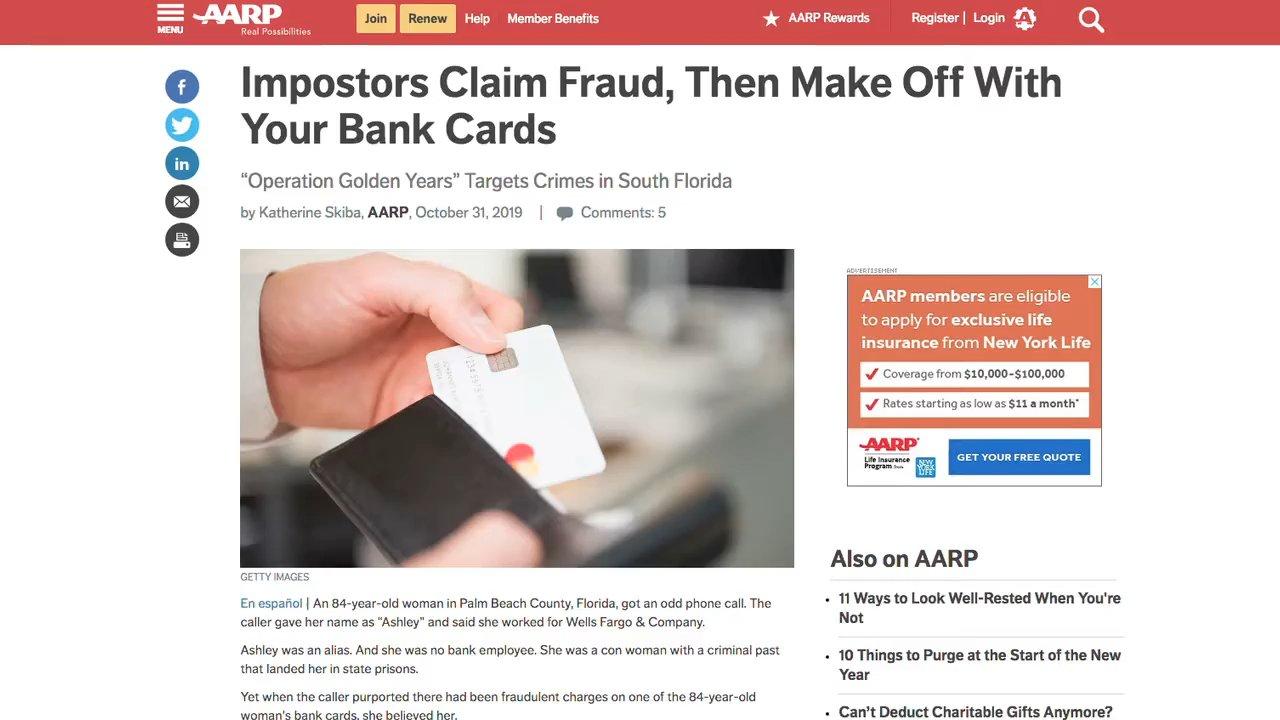 MENU
AARP
Real Possibilities
Join
Renew
Help
Member Benefits
AARP Rewards
Register | Login
Impostors Claim Fraud, Then Make Off With
Your Bank Cards
“Operation Golden Years” Targets Crimes in South Florida
by Katherine Skiba, AARP, October 31, 2019 | Comments: 5
ADVERTISEMENT
AARP members are eligible
to apply for exclusive life
insurance from New York Life
Coverage from $10,000-$100,000
Rates starting as low as $11 a month*
AARP
Life Insurance
Program from
NEW
YORK
LIFE
GET YOUR FREE QUOTE
GETTY IMAGES
En español | An 84-year-old woman in Palm Beach County, Florida, got an odd phone call. The
caller gave her name as “Ashley” and said she worked for Wells Fargo & Company.
Ashley was an alias. And she was no bank employee. She was a con woman with a criminal past
that landed her in state prisons.
Yet when the caller purported there had been fraudulent charges on one of the 84-year-old
woman's bank cards, she believed her.
Also on AARP
11 Ways to Look Well-Rested When You're
Not
10 Things to Purge at the Start of the New
Year
Can’t Deduct Charitable Gifts Anymore?